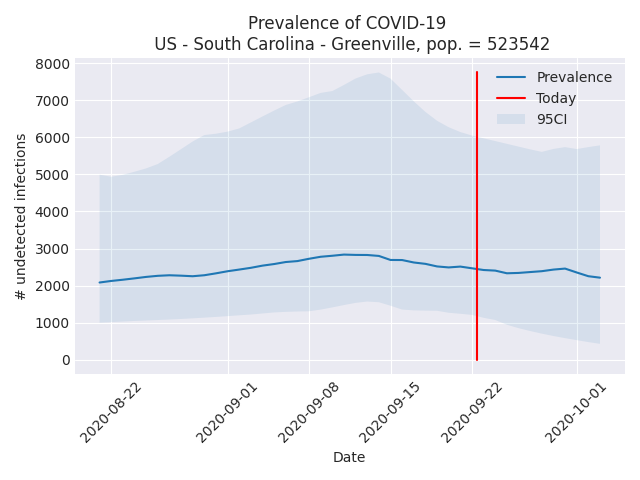 Prevalence of COVID-19
US - South Carolina - Greenville, pop. = 523542
Prevalence
Today
95CI
# undetected infections
8000
7000
6000
5000
4000
3000
2000
1000
0
2020-08-22
2020-09-01
2020-09-08
2020-09-15
2020-09-22
2020-10-01
Date